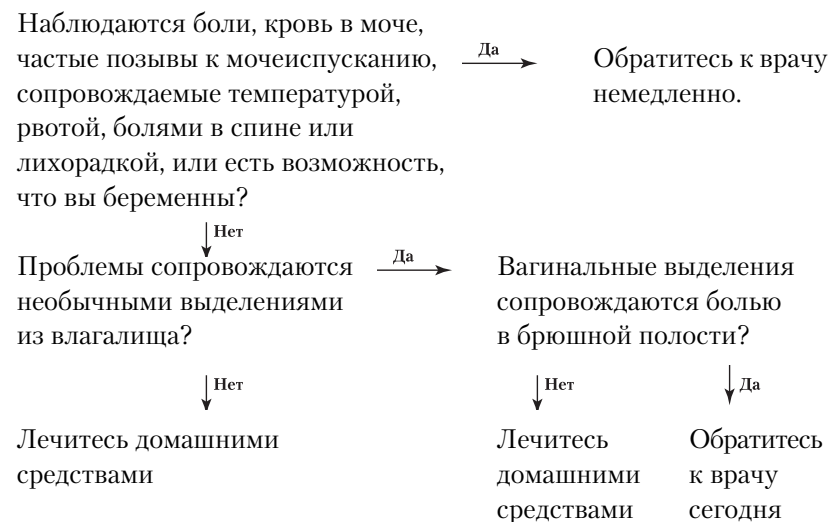 Наблюдаются боли, кровь в моче,
частые позывы к мочеиспусканию,
сопровождаемые температурой,
рвотой, болями в спине или
лихорадкой, или есть возможность,
что вы беременны?
Да
Обратитесь к врачу
немедленно.
Нет
Проблемы сопровождаются
необычными выделениями
из влагалища?
Да
Вагинальные выделения
сопровождаются болью
в брюшной полости?
Нет
Лечитесь домашними
средствами
Нет
Лечитесь
домашними
средствами
Да
Обратитесь
к врачу
сегодня